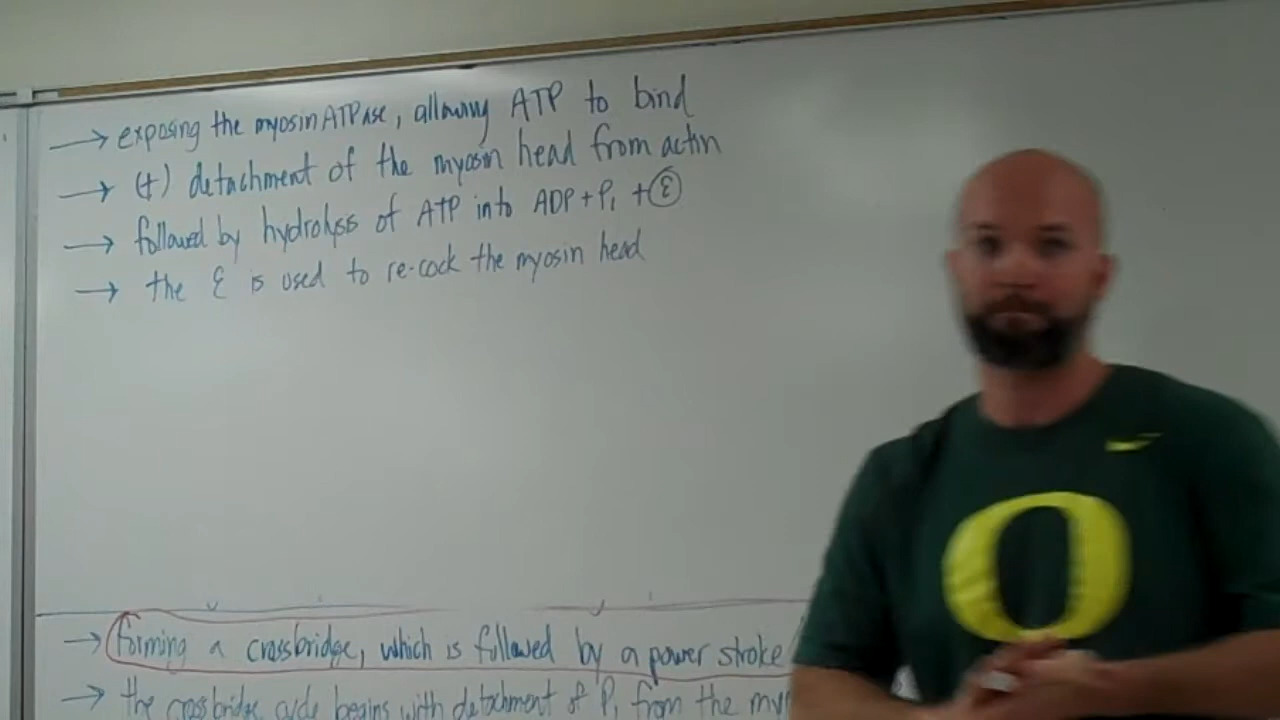 → exposing the myosin ATPase, allowing ATP to bind
→ (+) detachment of the myosin head from actin
→ followed by hydrolysis of ATP into ADP + Pi + ε
→ the ε is used to re-cock the myosin head
→ forming a crossbridge, which is followed by a power stroke
→ the crossbridge cycle begins with detachment of Pi from the
O